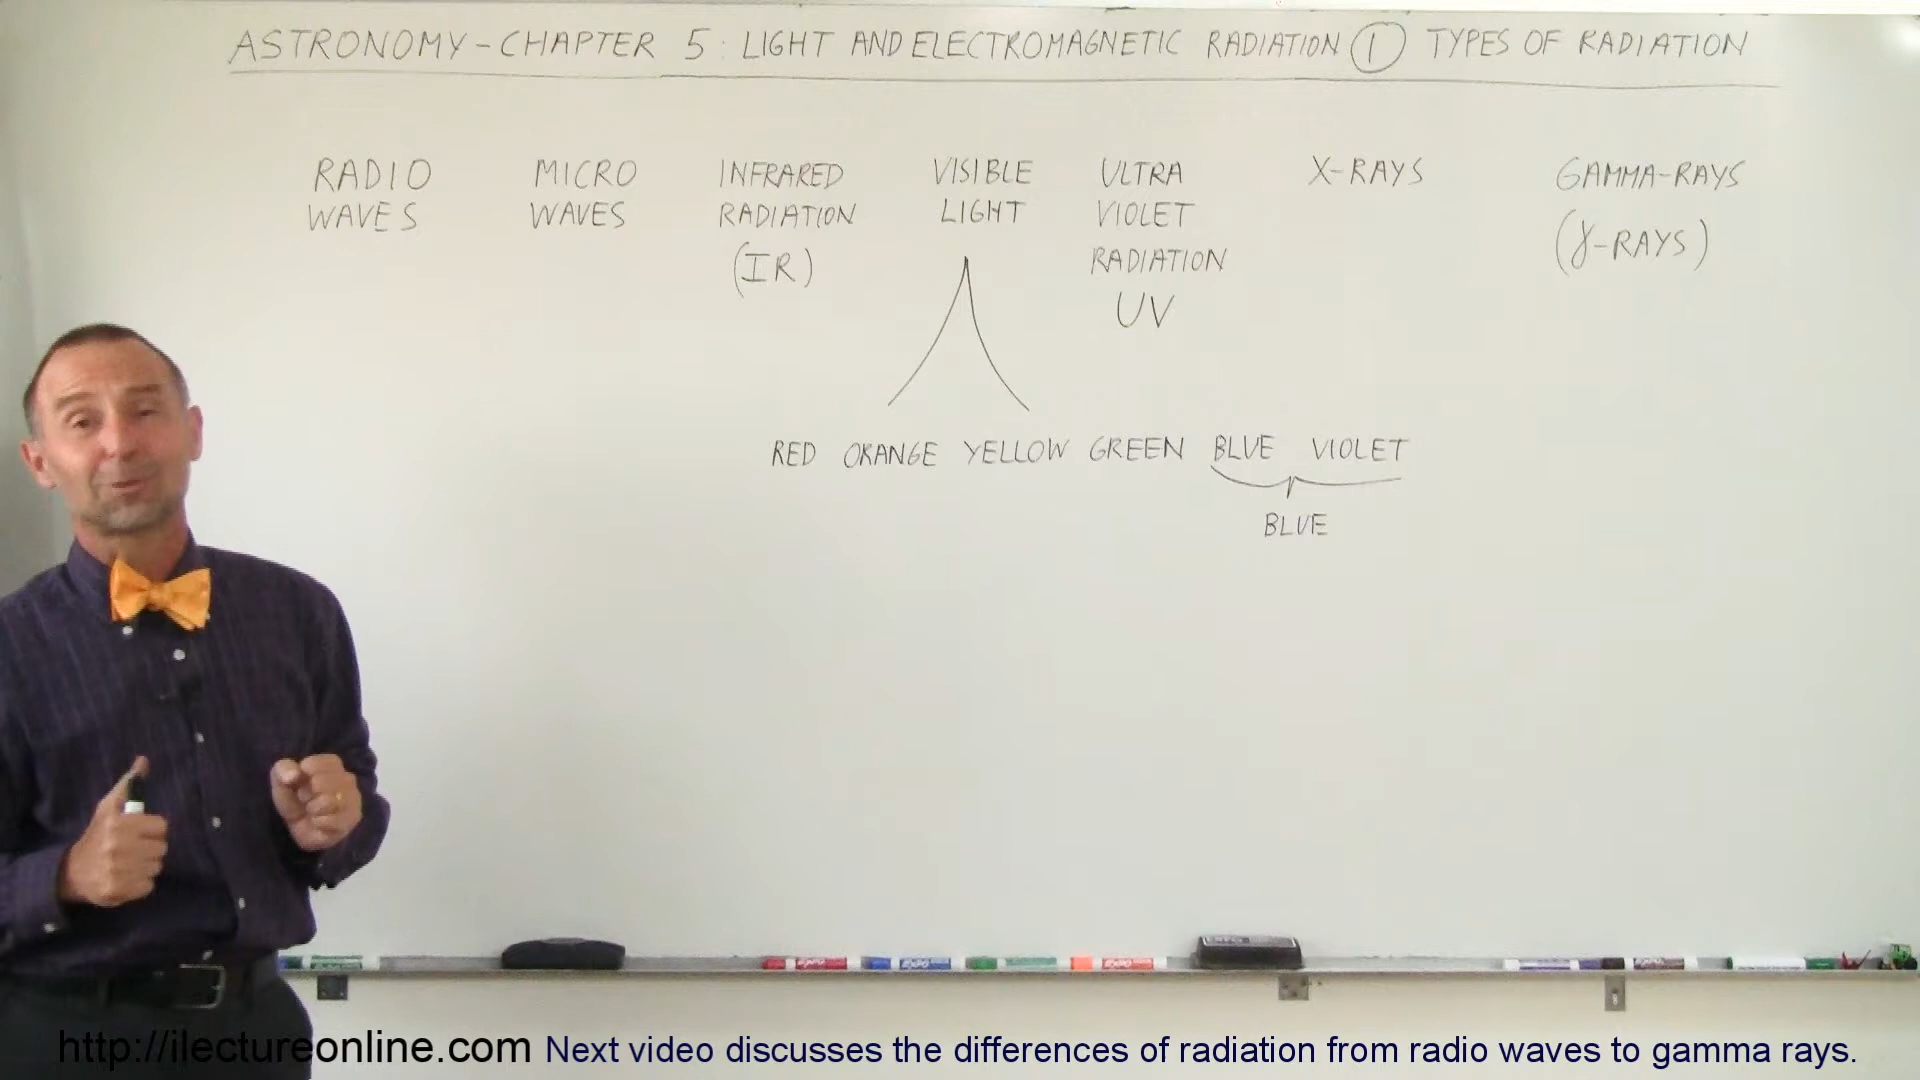 ASTRONOMY - CHAPTER 5: LIGHT AND ELECTROMAGNETIC RADIATION ① TYPES OF RADIATION
RADIO
WAVES
MICRO
WAVES
INFRARED
RADIATION
(IR)
VISIBLE
LIGHT
ULTRA
VIOLET
RADIATION
UV
X-RAYS
GAMMA-RAYS
(γ-RAYS)
RED ORANGE YELLOW GREEN BLUE VIOLET
BLUE
http://ilectureonline.com Next video discusses the differences of radiation from radio waves to gamma rays.